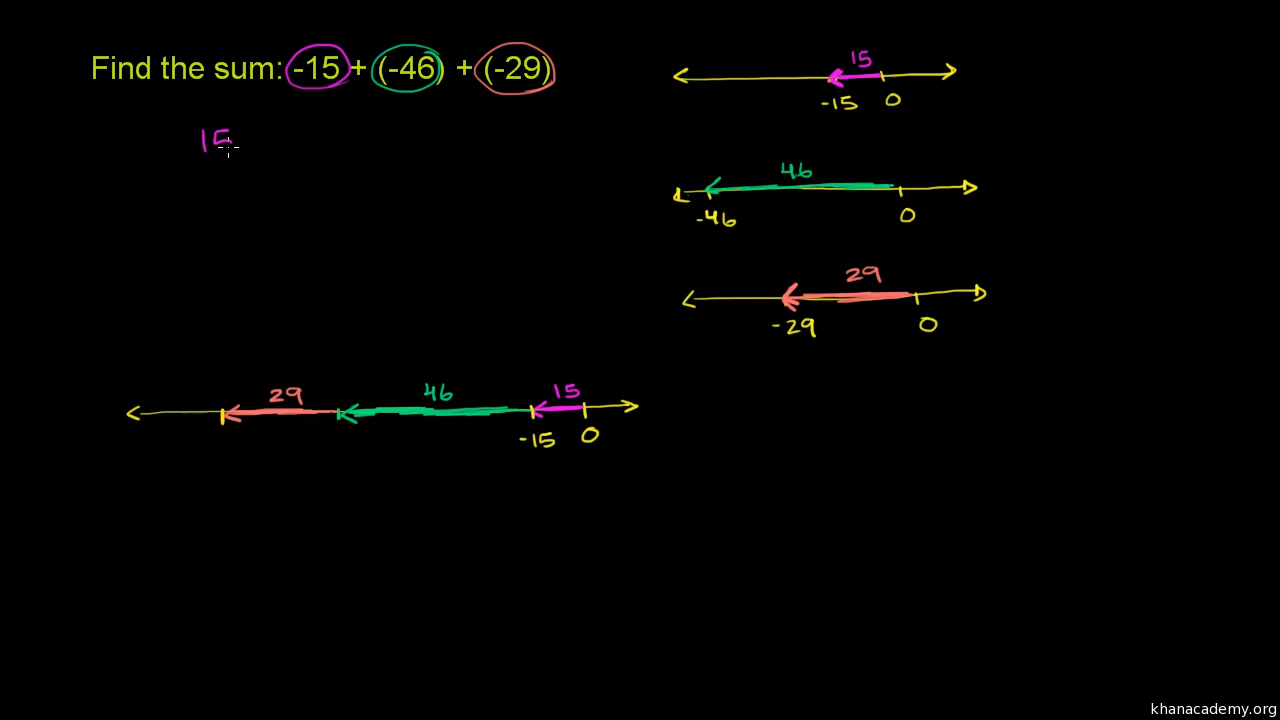 Find the sum: -15 + (-46) + (-29)
15
15
-15 0
46
-46 0
29
-29 0
29 46 15
-15 0
khanacademy.org